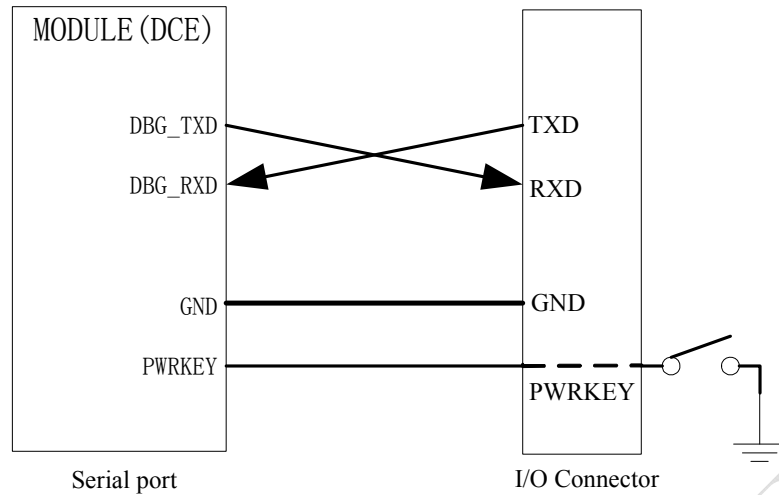 MODULE(DCE)
DBG_TXD
TXD
DBG_RXD
RXD
GND
GND
PWRKEY
PWRKEY
Serial port
I/O Connector